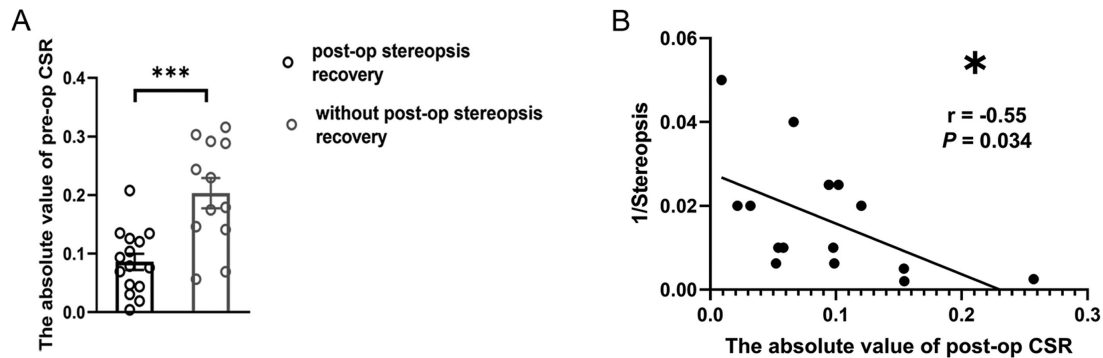 A
The absolute value of pre-op CSR
0.4
0.3
0.2
0.1
0.0
***
post-op stereopsis
recovery
without post-op stereopsis
recovery
B
1/Stereopsis
0.06
0.04
0.02
0.00
*
r = -0.55
P = 0.034
0.0 0.1 0.2 0.3
The absolute value of post-op CSR